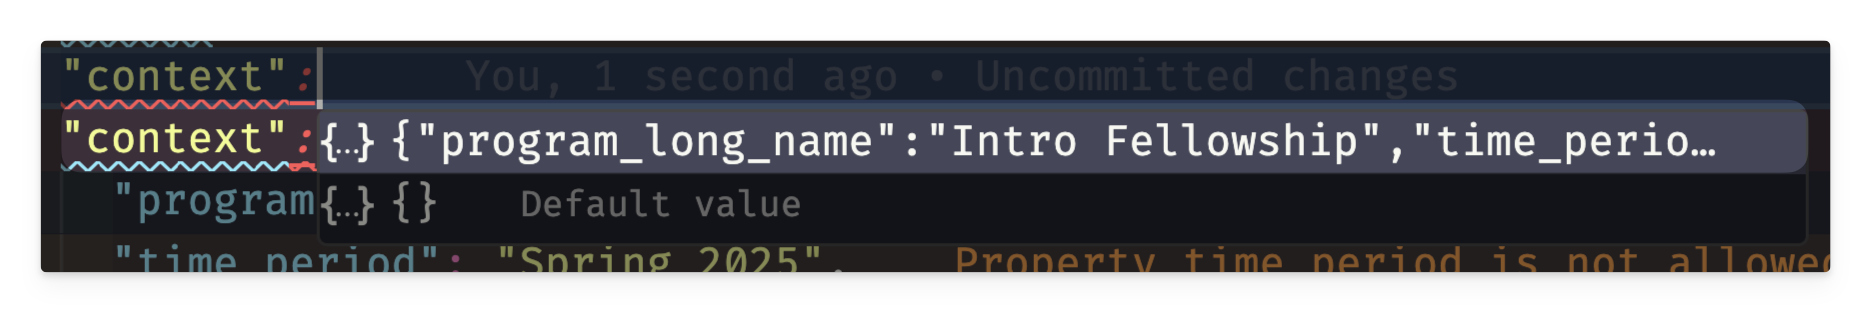 "context":    You, 1 second ago • Uncommitted changes
"context": {…} {"program_long_name":"Intro Fellowship","time_perio…
"program {…} {}    Default value
"time_period": "Spring 2025",    Property time_period is not allowed